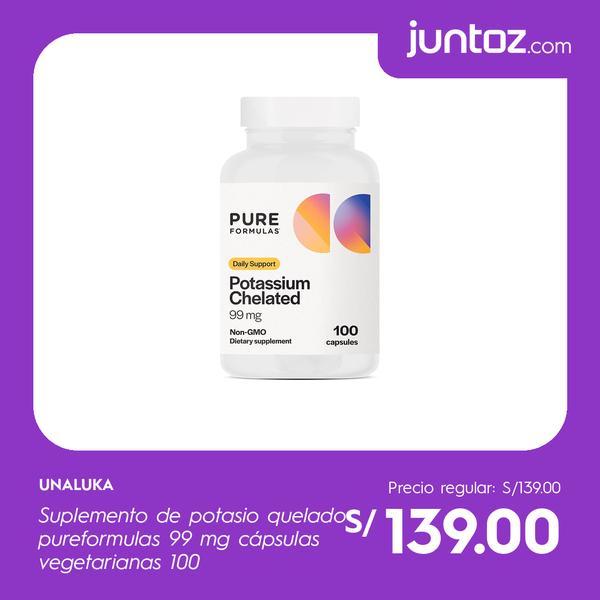 juntoz.com
PURE
FORMULAS
Daily Support
Potassium
Chelated
99 mg
Non-GMO
Dietary supplement
100
capsules
UNALUKA
Suplemento de potasio quelado
pureformulas 99 mg cápsulas
vegetarianas 100
Precio regular: S/139.00
S/ 139.00